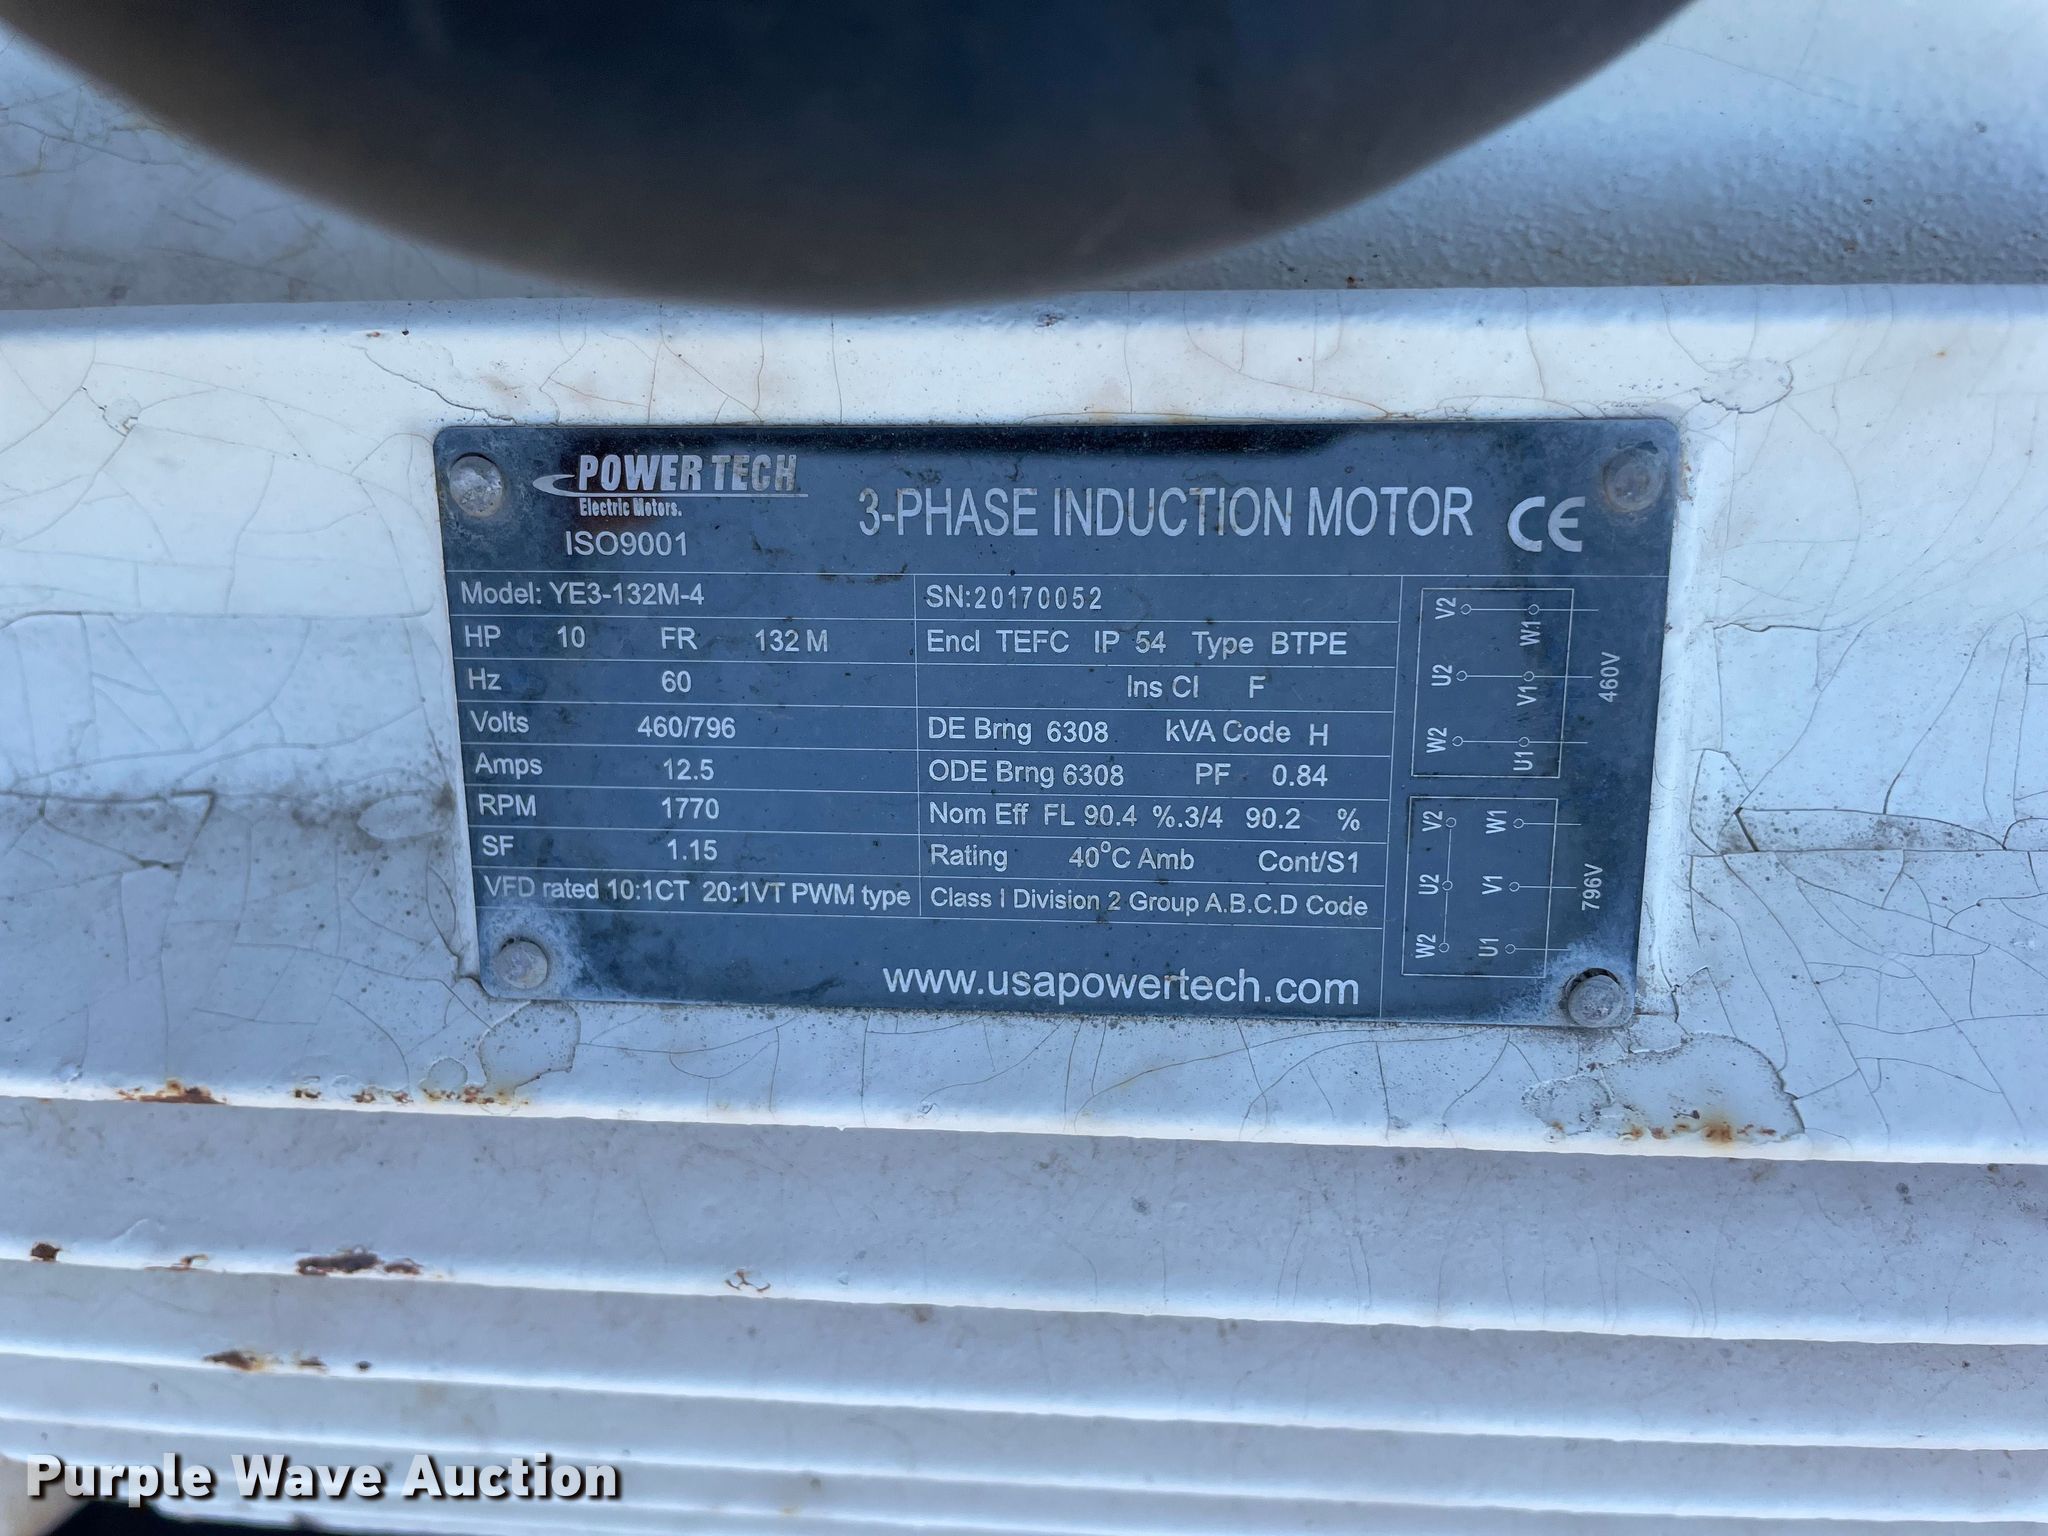 POWER TECH
Electric Motors.
ISO9001
3-PHASE INDUCTION MOTOR
CE
Model: YE3-132M-4
SN:20170052
HP 10 FR 132 M
Encl TEFC IP 54 Type BTPE
Hz 60
Ins Cl F
Volts 460/796
DE Brng 6308 kVA Code H
Amps 12.5
ODE Brng 6308 PF 0.84
RPM 1770
Nom Eff FL 90.4 %.3/4 90.2 %
SF 1.15
Rating 40°C Amb Cont/S1
VFD rated 10:1CT 20:1VT PWM type
Class I Division 2 Group A.B.C.D Code
www.usapowertech.com
V2 W1
U2 V1
W2 U1
460V
V2 W1
U2 V1
W2 U1
796V
Purple Wave Auction